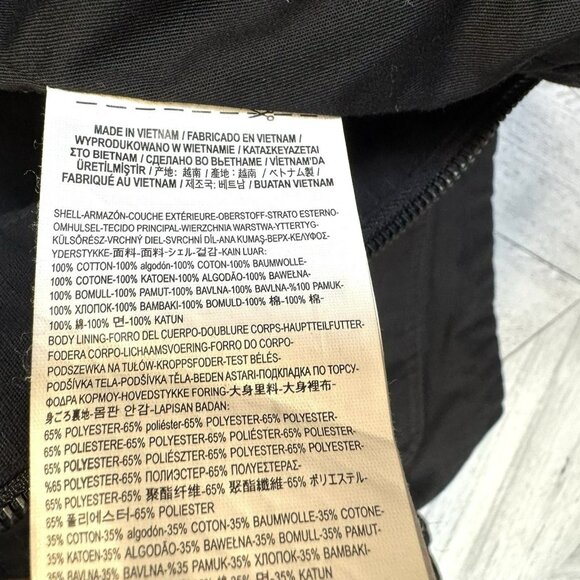 MADE IN VIETNAM / FABRICADO EN VIETNAM /
WYPRODUKOWANO W WIETNAMIE / ΚΑΤΑΣΚΕΥΑΖΕΤΑΙ
ΣΤΟ ΒΙΕΤΝΑΜ / СДЕЛАНО ВО ВЬЕТНАМЕ / VİETNAM'DA
ÜRETİLMİŞTİR / 产地: 越南 / 產地: 越南 / ベトナム製 /
FABRIQUÉ AU VIETNAM / 제조국: 베트남 / BUATAN VIETNAM
SHELL-ARMAZÓN-COUCHE EXTÉRIEURE-OBERSTOFF-STRATO ESTERNO-
OMHULSEL-TECIDO PRINCIPAL-WIERZCHNIA WARSTWA-YTTERTYG-
KÜLSŐRÉSZ-VRCHNÝ DIEL-SVRCHNÍ DÍL-ANA KUMAŞ-ВЕРХ-ΚΕΛΥΦΟΣ-
YDERSTYKKE-面料-面料-シェル-겉감-KAIN LUAR:
100% COTTON-100% algodón-100% COTON-100% BAUMWOLLE-
100% COTONE-100% KATOEN-100% ALGODÃO-100% BAWEŁNA-
100% BOMULL-100% PAMUT-100% BAVLNA-100% BAVLNA-%100 PAMUK-
100% ХЛОПОК-100% ΒΑΜΒΑΚΙ-100% BOMULD-100% 棉-100% 棉-
100% 綿-100% 면-100% KATUN
BODY LINING-FORRO DEL CUERPO-DOUBLURE CORPS-HAUPTTEILFUTTER-
FODERA CORPO-LICHAAMSVOERING-FORRO DO CORPO-
PODSZEWKA NA TUŁÓW-KROPPSFODER-TEST BÉLÉS-
PODŠÍVKA TELA-PODŠÍVKA TĚLA-BEDEN ASTARI-ПОДКЛАДКА ПО ТОРСУ-
ΦΟΔΡΑ ΚΟΡΜΟΥ-HOVEDSTYKKE, FORING-大身里料-大身裡布-
身ごろ裏地-몸판 안감-LAPISAN BADAN:
65% POLYESTER-65% poliéster-65% POLYESTER-65% POLYESTER-
65% POLIESTERE-65% POLYESTER-65% POLIÉSTER-65% POLIESTER-
65% POLYESTER-65% POLIÉSZTER-65% POLYESTER-65% POLYESTER-
%65 POLYESTER-65% ПОЛИЭСТЕР-65% ΠΟΛΥΕΣΤΕΡΑΣ-
65% POLYESTER-65% 聚酯纤维-65% 聚酯纖維-65% ポリエステル-
65% 폴리에스터-65% POLIESTER
35% COTTON-35% algodón-35% COTON-35% BAUMWOLLE-35% COTONE-
35% KATOEN-35% ALGODÃO-35% BAWEŁNA-35% BOMULL-35% PAMUT-
35% BAVLNA-35% BAVLNA-%35 PAMUK-35% ХЛОПОК-35% ΒΑΜΒΑΚΙ-